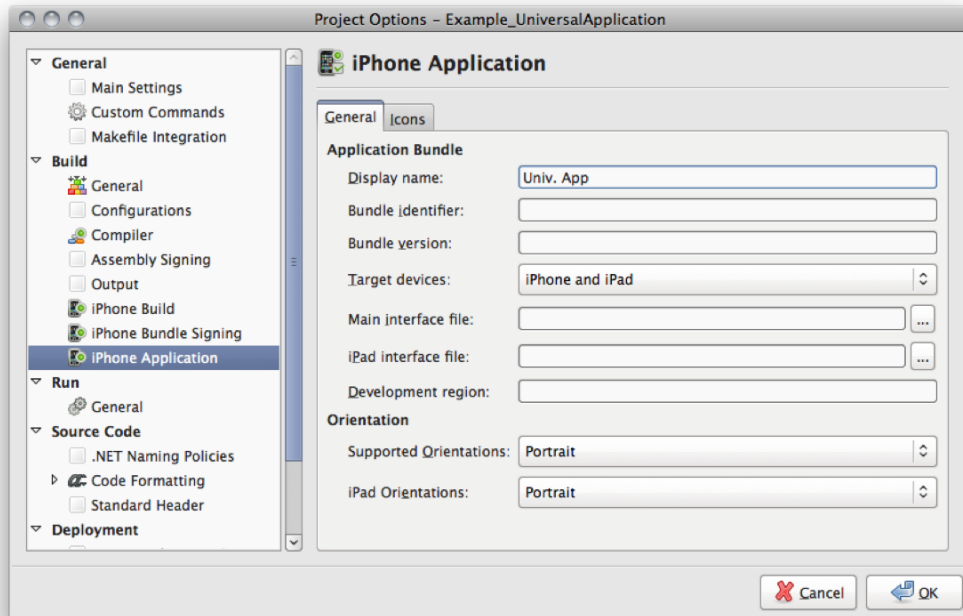 Project Options – Example_UniversalApplication
General
Main Settings
Custom Commands
Makefile Integration
Build
General
Configurations
Compiler
Assembly Signing
Output
iPhone Build
iPhone Bundle Signing
iPhone Application
Run
General
Source Code
.NET Naming Policies
Code Formatting
Standard Header
Deployment
iPhone Application
General Icons
Application Bundle
Display name: Univ. App
Bundle identifier:
Bundle version:
Target devices: iPhone and iPad
Main interface file: ...
iPad interface file: ...
Development region:
Orientation
Supported Orientations: Portrait
iPad Orientations: Portrait
Cancel OK